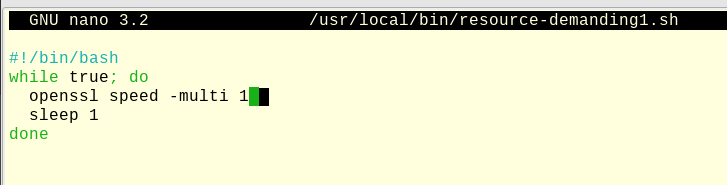 GNU nano 3.2 /usr/local/bin/resource-demanding1.sh
#!/bin/bash
while true; do
  openssl speed -multi 1
  sleep 1
done